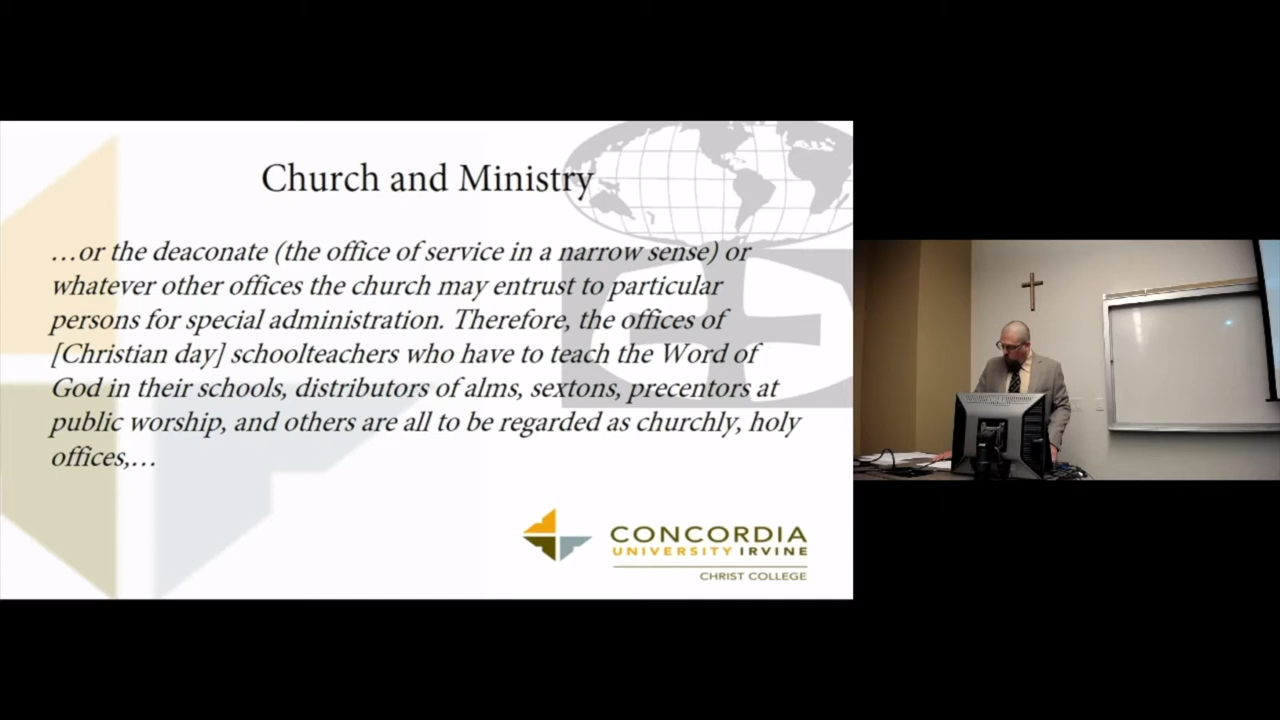 Church and Ministry
…or the deaconate (the office of service in a narrow sense) or
whatever other offices the church may entrust to particular
persons for special administration. Therefore, the offices of
[Christian day] schoolteachers who have to teach the Word of
God in their schools, distributors of alms, sextons, precentors at
public worship, and others are all to be regarded as churchly, holy
offices,…
CONCORDIA
UNIVERSITY IRVINE
CHRIST COLLEGE